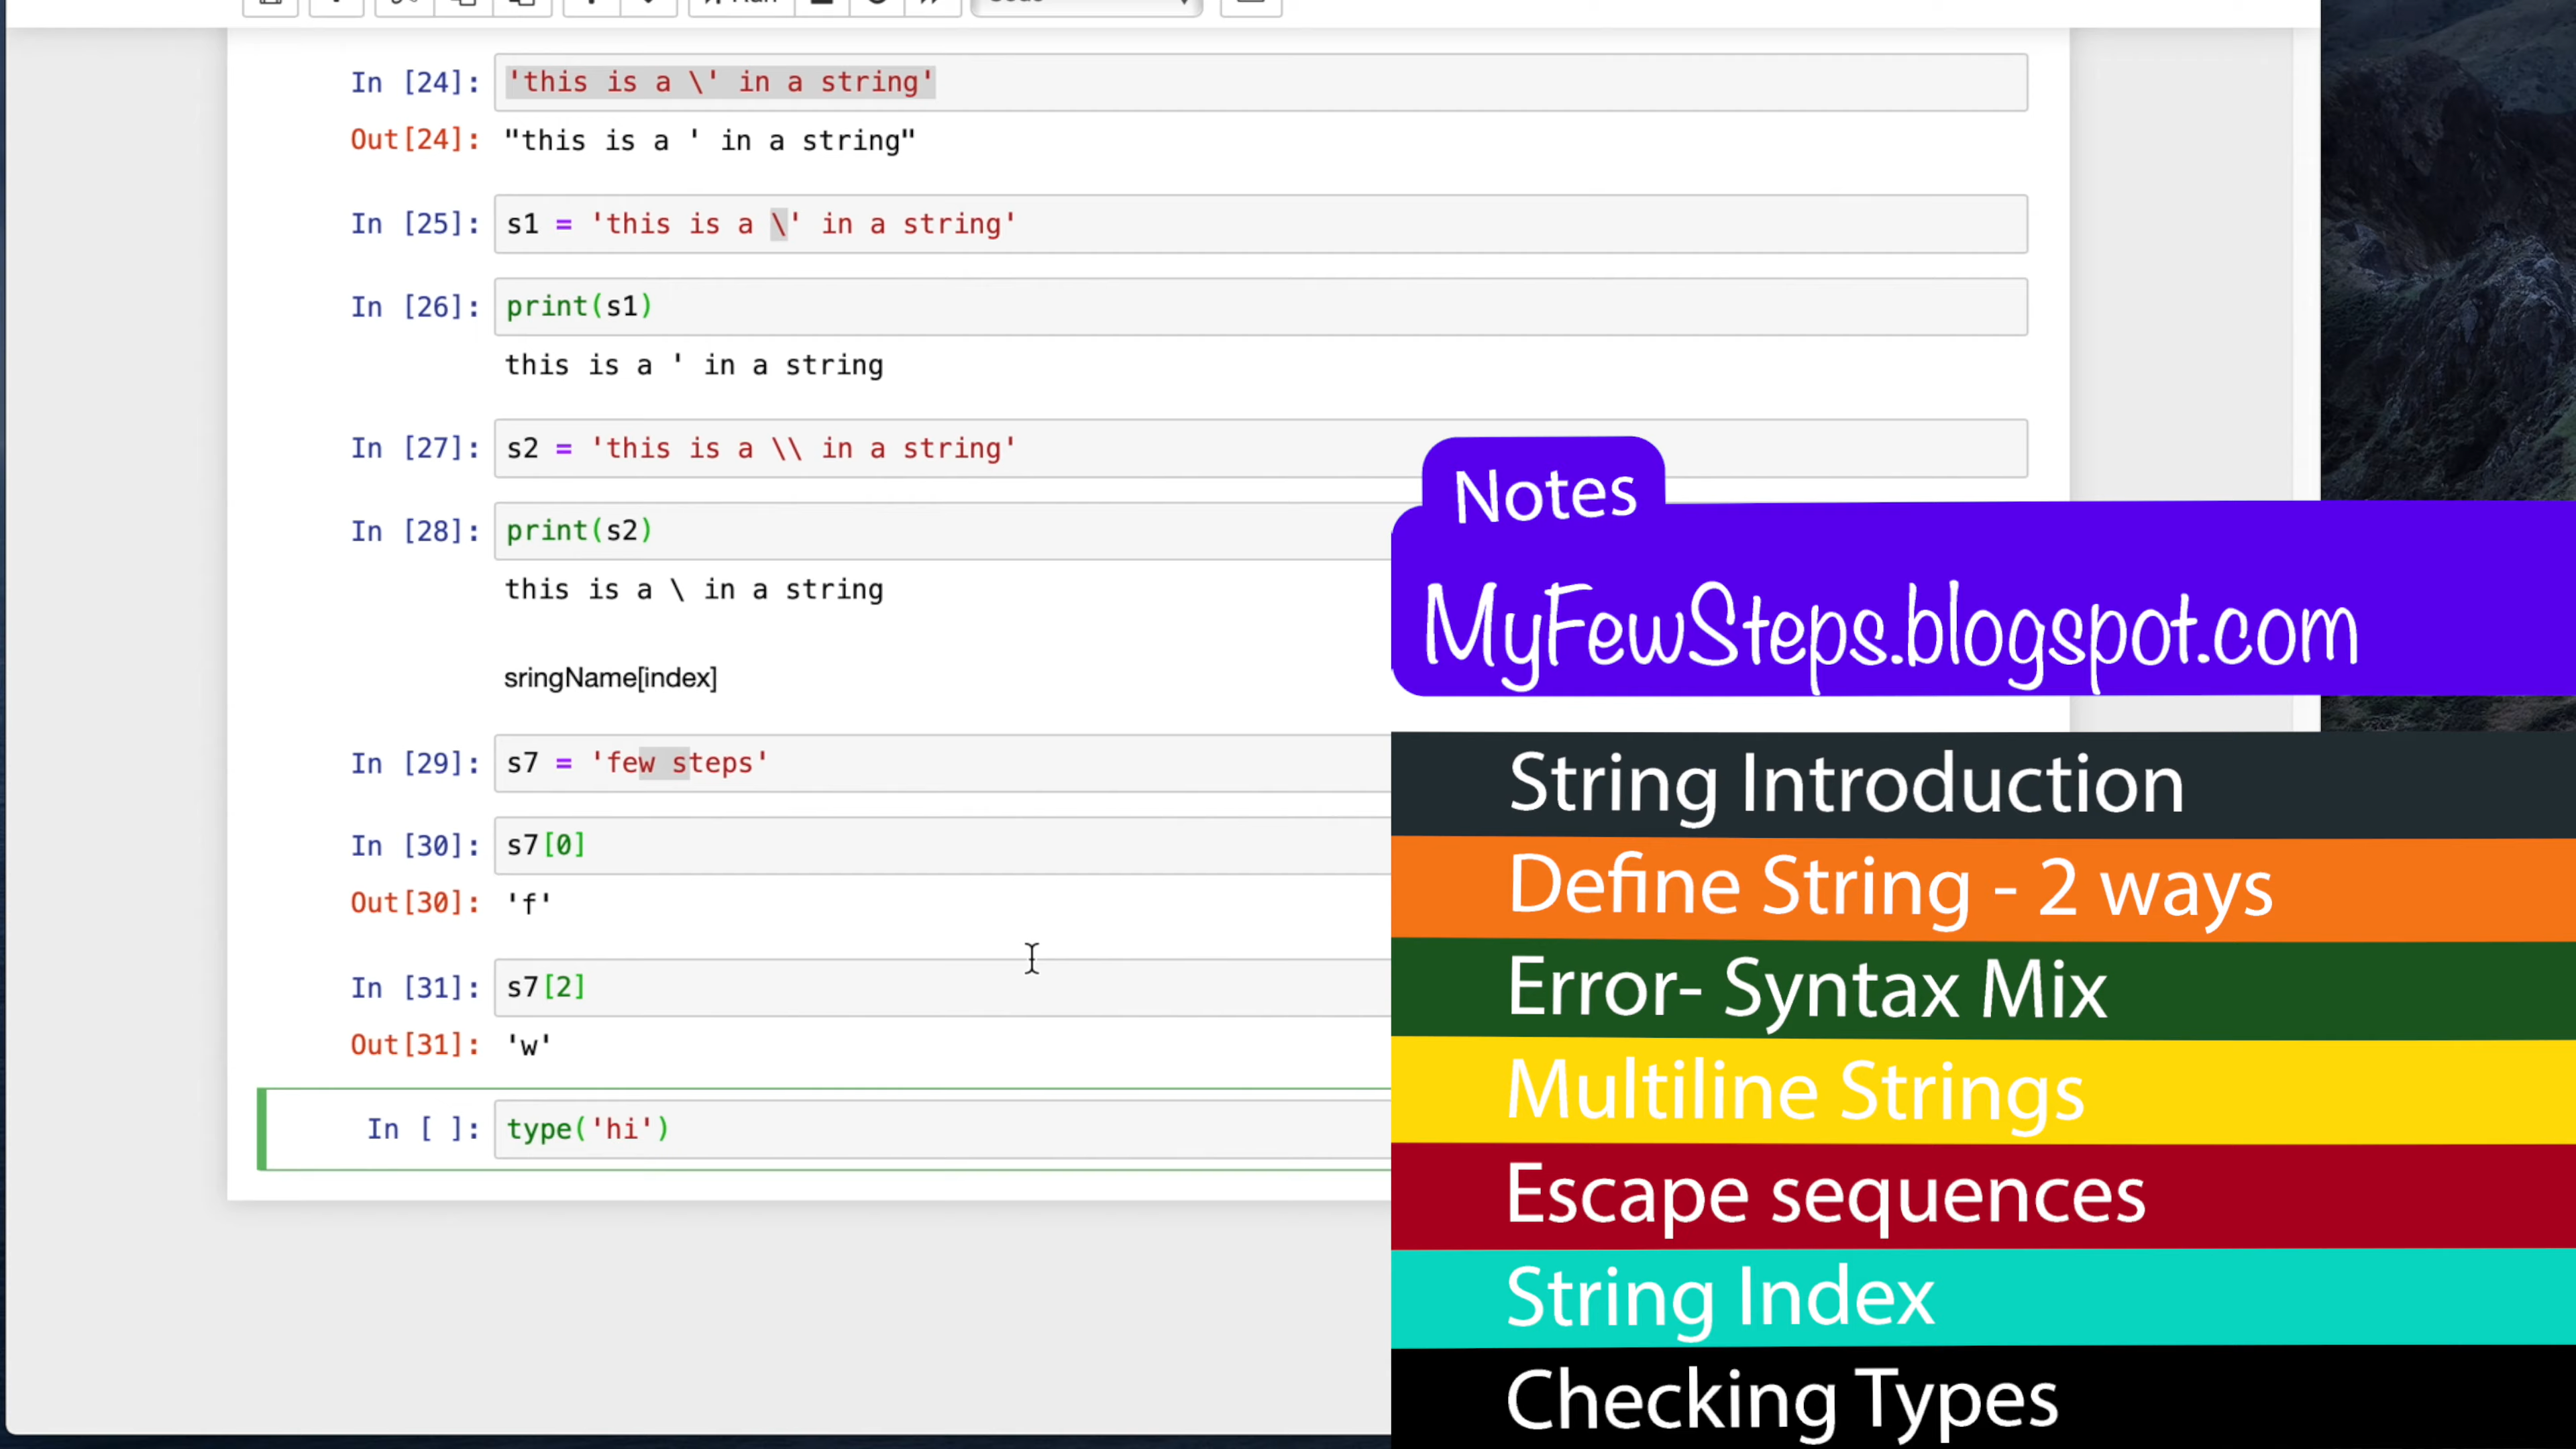 Run
Code
In [24]: 'this is a \' in a string'
Out[24]: "this is a ' in a string"
In [25]: s1 = 'this is a \' in a string'
In [26]: print(s1)
this is a ' in a string
In [27]: s2 = 'this is a \\ in a string'
In [28]: print(s2)
this is a \ in a string
sringName[index]
In [29]: s7 = 'few steps'
In [30]: s7[0]
Out[30]: 'f'
In [31]: s7[2]
Out[31]: 'w'
In [ ]: type('hi')
Notes
MyFewSteps.blogspot.com
String Introduction
Define String - 2 ways
Error- Syntax Mix
Multiline Strings
Escape sequences
String Index
Checking Types